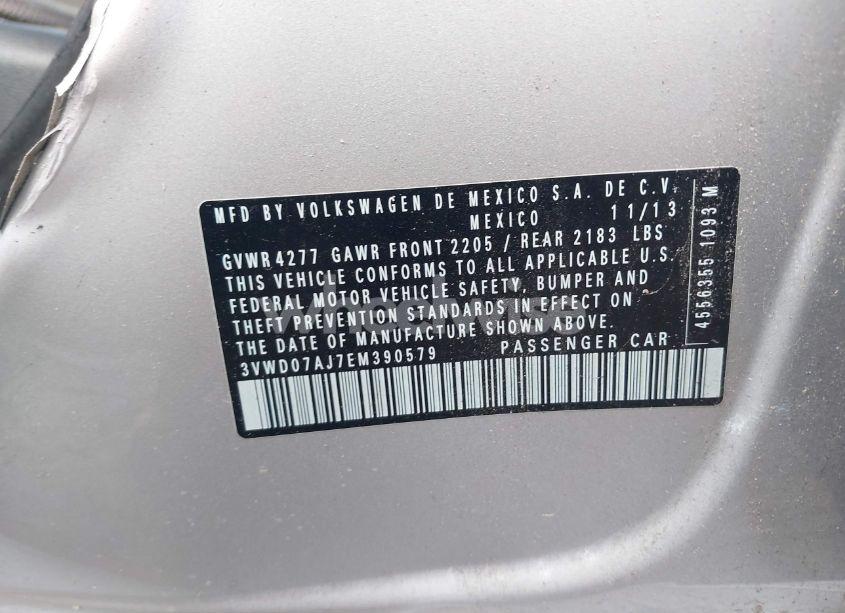 MFD BY VOLKSWAGEN DE MEXICO S.A. DE C.V.
MEXICO 11/13
GVWR 4277 GAWR FRONT 2205 / REAR 2183 LBS
THIS VEHICLE CONFORMS TO ALL APPLICABLE U.S.
FEDERAL MOTOR VEHICLE SAFETY, BUMPER AND
THEFT PREVENTION STANDARDS IN EFFECT ON
THE DATE OF MANUFACTURE SHOWN ABOVE.
3VWD07AJ7EM390579 PASSENGER CAR
4556355 1093 M